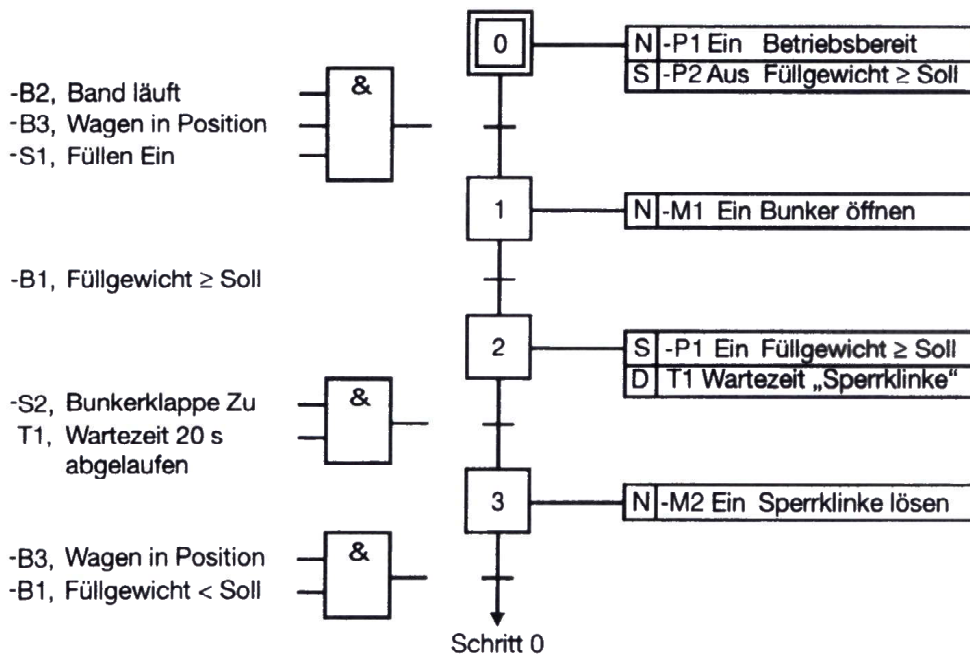 0
N -P1 Ein Betriebsbereit
S -P2 Aus Füllgewicht ≥ Soll
&
-B2, Band läuft
-B3, Wagen in Position
-S1, Füllen Ein
1
N -M1 Ein Bunker öffnen
-B1, Füllgewicht ≥ Soll
2
S -P1 Ein Füllgewicht ≥ Soll
D T1 Wartezeit „Sperrklinke“
&
-S2, Bunkerklappe Zu
T1, Wartezeit 20 s
abgelaufen
3
N -M2 Ein Sperrklinke lösen
&
-B3, Wagen in Position
-B1, Füllgewicht < Soll
Schritt 0